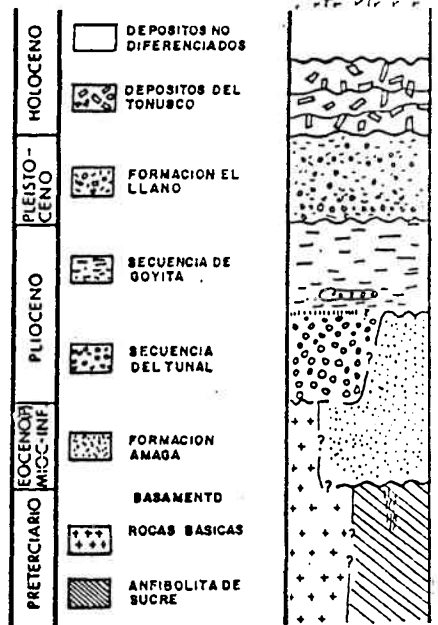 HOLOCENO
DEPOSITOS NO
DIFERENCIADOS
DEPOSITOS DEL
TONUSCO
PLEISTO-
CENO
FORMACION EL
LLANO
PLIOCENO
SECUENCIA DE
GOYITA
SECUENCIA
DEL TUNAL
EOCENO(?)
MIOC-INF.
FORMACION
AMAGA
PRETERCIARIO
BASAMENTO
ROCAS BASICAS
ANFIBOLITA DE
SUCRE
?
?
?
?
?